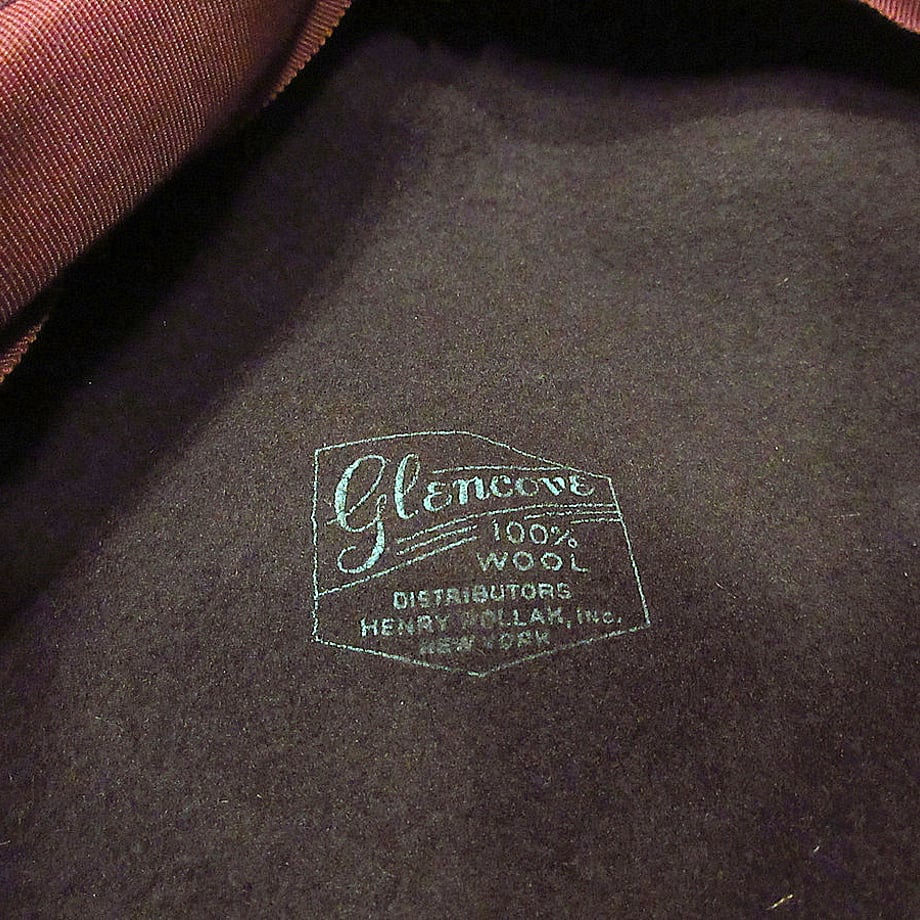 Glencove
100%
WOOL
DISTRIBUTORS
HENRY POLLAK, INC.
NEW YORK